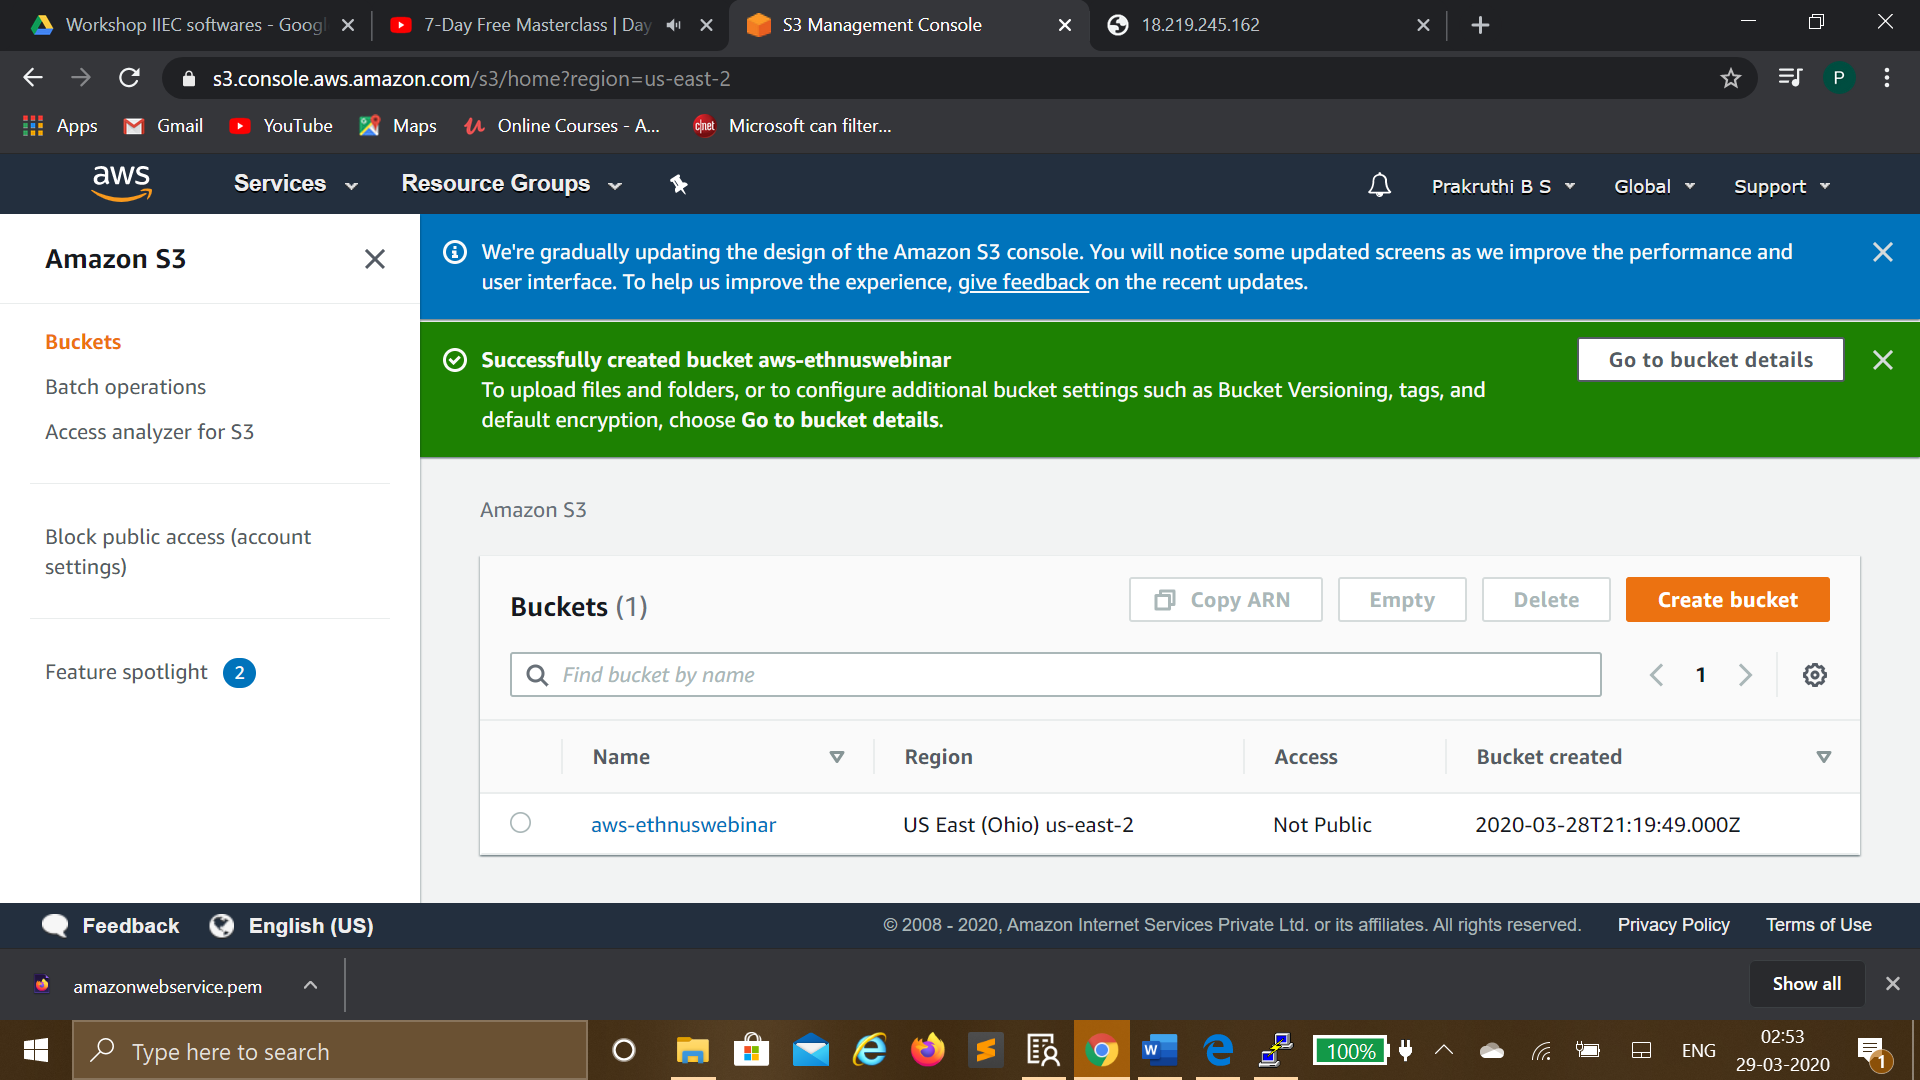 Workshop IIEC softwares - Googl
7-Day Free Masterclass | Day
S3 Management Console
18.219.245.162
s3.console.aws.amazon.com/s3/home?region=us-east-2
P
Apps
Gmail
YouTube
Maps
Online Courses - A...
c|net
Microsoft can filter...
aws
Services
Resource Groups
Prakruthi B S
Global
Support
Amazon S3
Buckets
Batch operations
Access analyzer for S3
Block public access (account
settings)
Feature spotlight 2
We're gradually updating the design of the Amazon S3 console. You will notice some updated screens as we improve the performance and
user interface. To help us improve the experience, give feedback on the recent updates.
Successfully created bucket aws-ethnuswebinar
To upload files and folders, or to configure additional bucket settings such as Bucket Versioning, tags, and
default encryption, choose Go to bucket details.
Go to bucket details
Amazon S3
Buckets (1)
Copy ARN
Empty
Delete
Create bucket
Find bucket by name
1
Name
Region
Access
Bucket created
aws-ethnuswebinar
US East (Ohio) us-east-2
Not Public
2020-03-28T21:19:49.000Z
Feedback
English (US)
© 2008 - 2020, Amazon Internet Services Private Ltd. or its affiliates. All rights reserved.
Privacy Policy
Terms of Use
amazonwebservice.pem
Show all
Type here to search
100%
ENG
02:53
29-03-2020
1